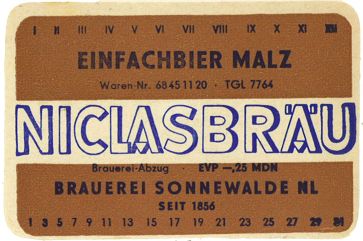 I II III IV V VI VII VIII IX X XI XII
EINFACHBIER MALZ
Waren-Nr. 68451120 · TGL 7764
NICLASBRÄU
Brauerei-Abzug · EVP —,25 MDN
BRAUEREI SONNEWALDE NL
SEIT 1856
1 3 5 7 9 11 13 15 17 19 21 23 25 27 29 31